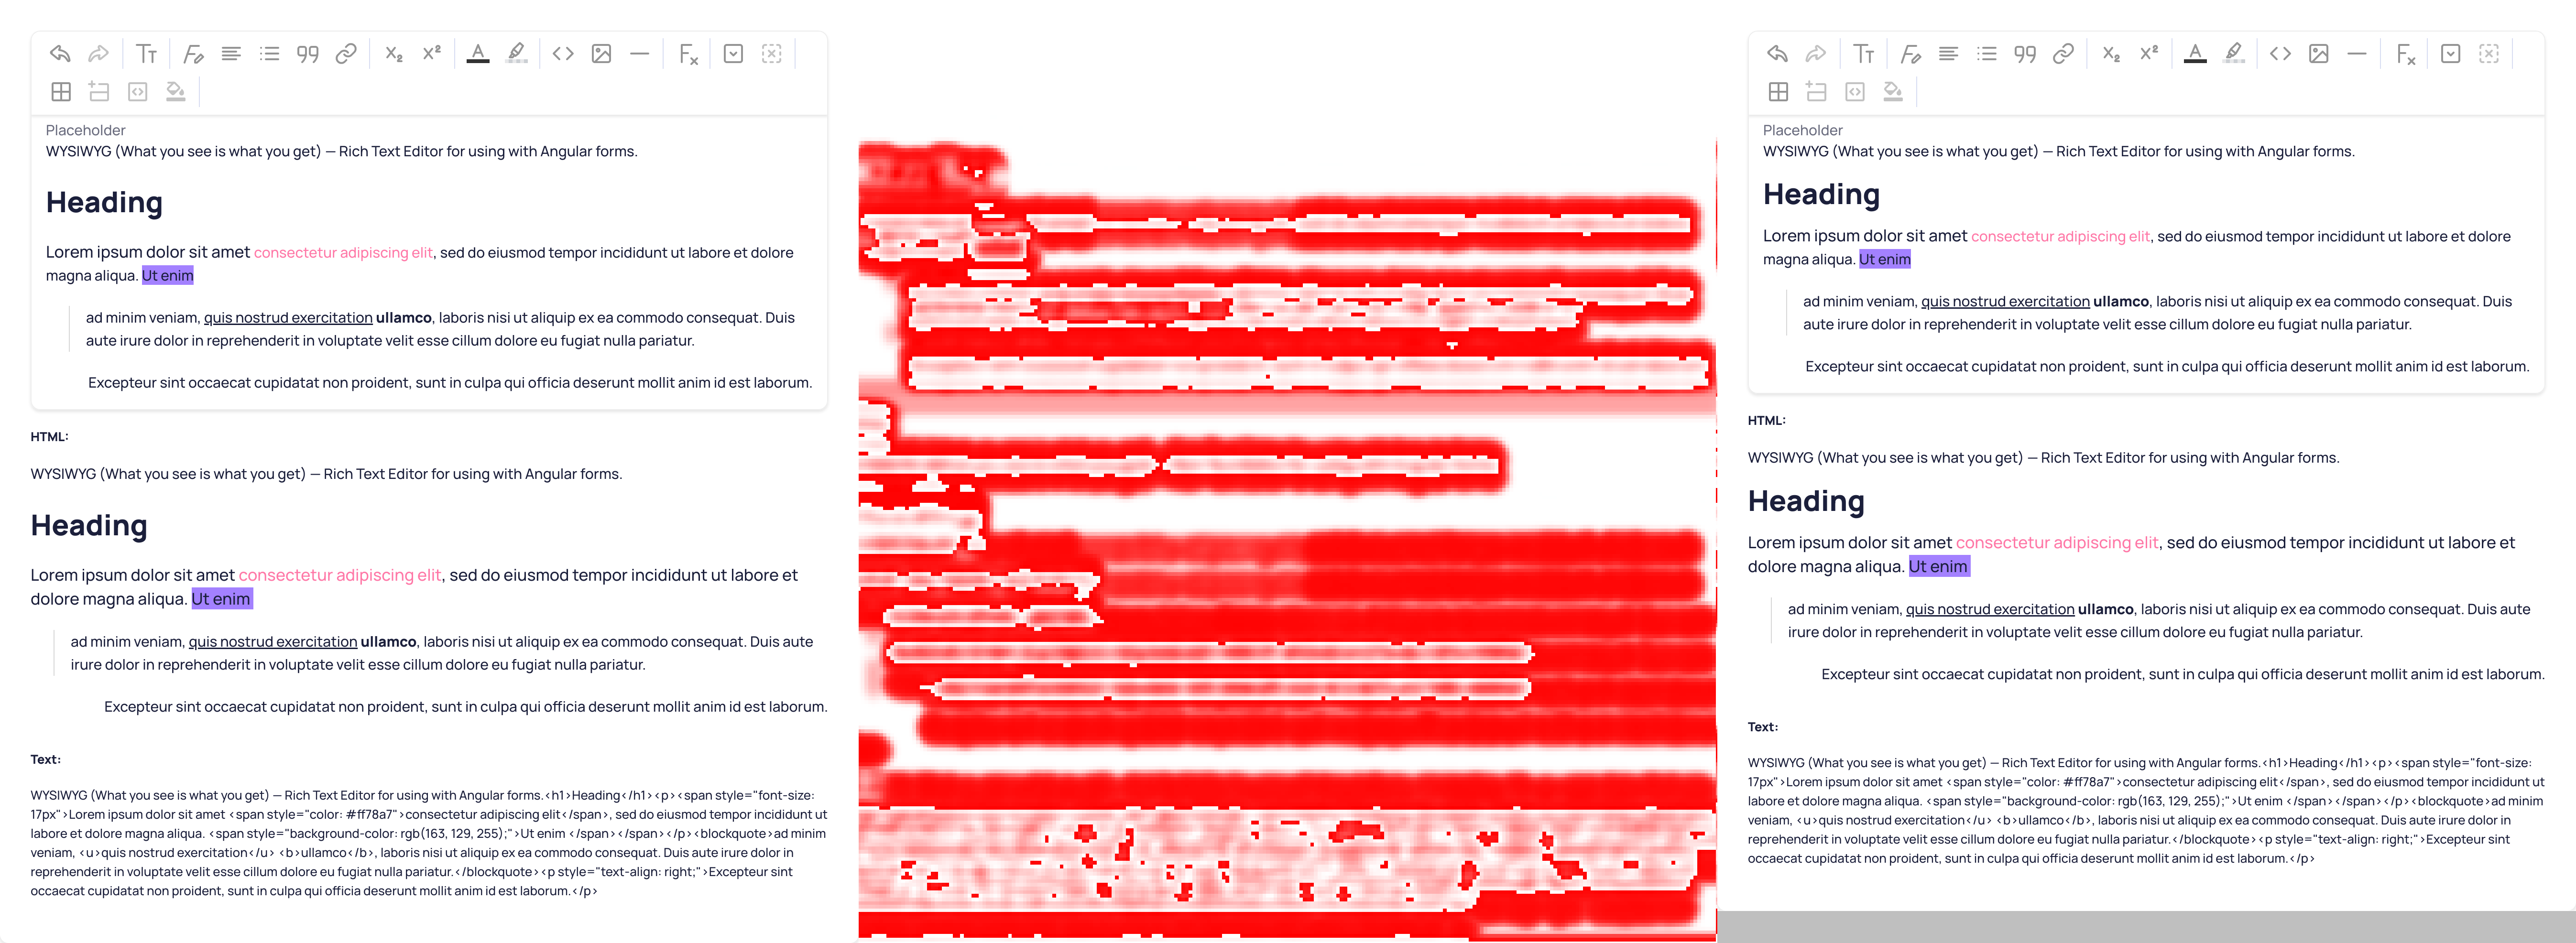 Placeholder
WYSIWYG (What you see is what you get) — Rich Text Editor for using with Angular forms.
Heading
Lorem ipsum dolor sit amet consectetur adipiscing elit, sed do eiusmod tempor incididunt ut labore et dolore
magna aliqua. Ut enim
ad minim veniam, quis nostrud exercitation ullamco, laboris nisi ut aliquip ex ea commodo consequat. Duis
aute irure dolor in reprehenderit in voluptate velit esse cillum dolore eu fugiat nulla pariatur.
Excepteur sint occaecat cupidatat non proident, sunt in culpa qui officia deserunt mollit anim id est laborum.
HTML:
WYSIWYG (What you see is what you get) — Rich Text Editor for using with Angular forms.
Heading
Lorem ipsum dolor sit amet consectetur adipiscing elit, sed do eiusmod tempor incididunt ut labore et
dolore magna aliqua. Ut enim
ad minim veniam, quis nostrud exercitation ullamco, laboris nisi ut aliquip ex ea commodo consequat. Duis aute
irure dolor in reprehenderit in voluptate velit esse cillum dolore eu fugiat nulla pariatur.
Excepteur sint occaecat cupidatat non proident, sunt in culpa qui officia deserunt mollit anim id est laborum.
Text:
WYSIWYG (What you see is what you get) — Rich Text Editor for using with Angular forms.<h1>Heading</h1><p><span style="font-size:
17px">Lorem ipsum dolor sit amet <span style="color: #ff78a7">consectetur adipiscing elit</span>, sed do eiusmod tempor incididunt ut
labore et dolore magna aliqua. <span style="background-color: rgb(163, 129, 255);">Ut enim </span></span></p><blockquote>ad minim
veniam, <u>quis nostrud exercitation</u> <b>ullamco</b>, laboris nisi ut aliquip ex ea commodo consequat. Duis aute irure dolor in
reprehenderit in voluptate velit esse cillum dolore eu fugiat nulla pariatur.</blockquote><p style="text-align: right;">Excepteur sint
occaecat cupidatat non proident, sunt in culpa qui officia deserunt mollit anim id est laborum.</p>
Placeholder
WYSIWYG (What you see is what you get) — Rich Text Editor for using with Angular forms.
Heading
Lorem ipsum dolor sit amet consectetur adipiscing elit, sed do eiusmod tempor incididunt ut labore et dolore
magna aliqua. Ut enim
ad minim veniam, quis nostrud exercitation ullamco, laboris nisi ut aliquip ex ea commodo consequat. Duis
aute irure dolor in reprehenderit in voluptate velit esse cillum dolore eu fugiat nulla pariatur.
Excepteur sint occaecat cupidatat non proident, sunt in culpa qui officia deserunt mollit anim id est laborum.
HTML:
WYSIWYG (What you see is what you get) — Rich Text Editor for using with Angular forms.
Heading
Lorem ipsum dolor sit amet consectetur adipiscing elit, sed do eiusmod tempor incididunt ut labore et
dolore magna aliqua. Ut enim
ad minim veniam, quis nostrud exercitation ullamco, laboris nisi ut aliquip ex ea commodo consequat. Duis aute
irure dolor in reprehenderit in voluptate velit esse cillum dolore eu fugiat nulla pariatur.
Excepteur sint occaecat cupidatat non proident, sunt in culpa qui officia deserunt mollit anim id est laborum.
Text:
WYSIWYG (What you see is what you get) — Rich Text Editor for using with Angular forms.<h1>Heading</h1><p><span style="font-size:
17px">Lorem ipsum dolor sit amet <span style="color: #ff78a7">consectetur adipiscing elit</span>, sed do eiusmod tempor incididunt ut
labore et dolore magna aliqua. <span style="background-color: rgb(163, 129, 255);">Ut enim </span></span></p><blockquote>ad minim
veniam, <u>quis nostrud exercitation</u> <b>ullamco</b>, laboris nisi ut aliquip ex ea commodo consequat. Duis aute irure dolor in
reprehenderit in voluptate velit esse cillum dolore eu fugiat nulla pariatur.</blockquote><p style="text-align: right;">Excepteur sint
occaecat cupidatat non proident, sunt in culpa qui officia deserunt mollit anim id est laborum.</p>